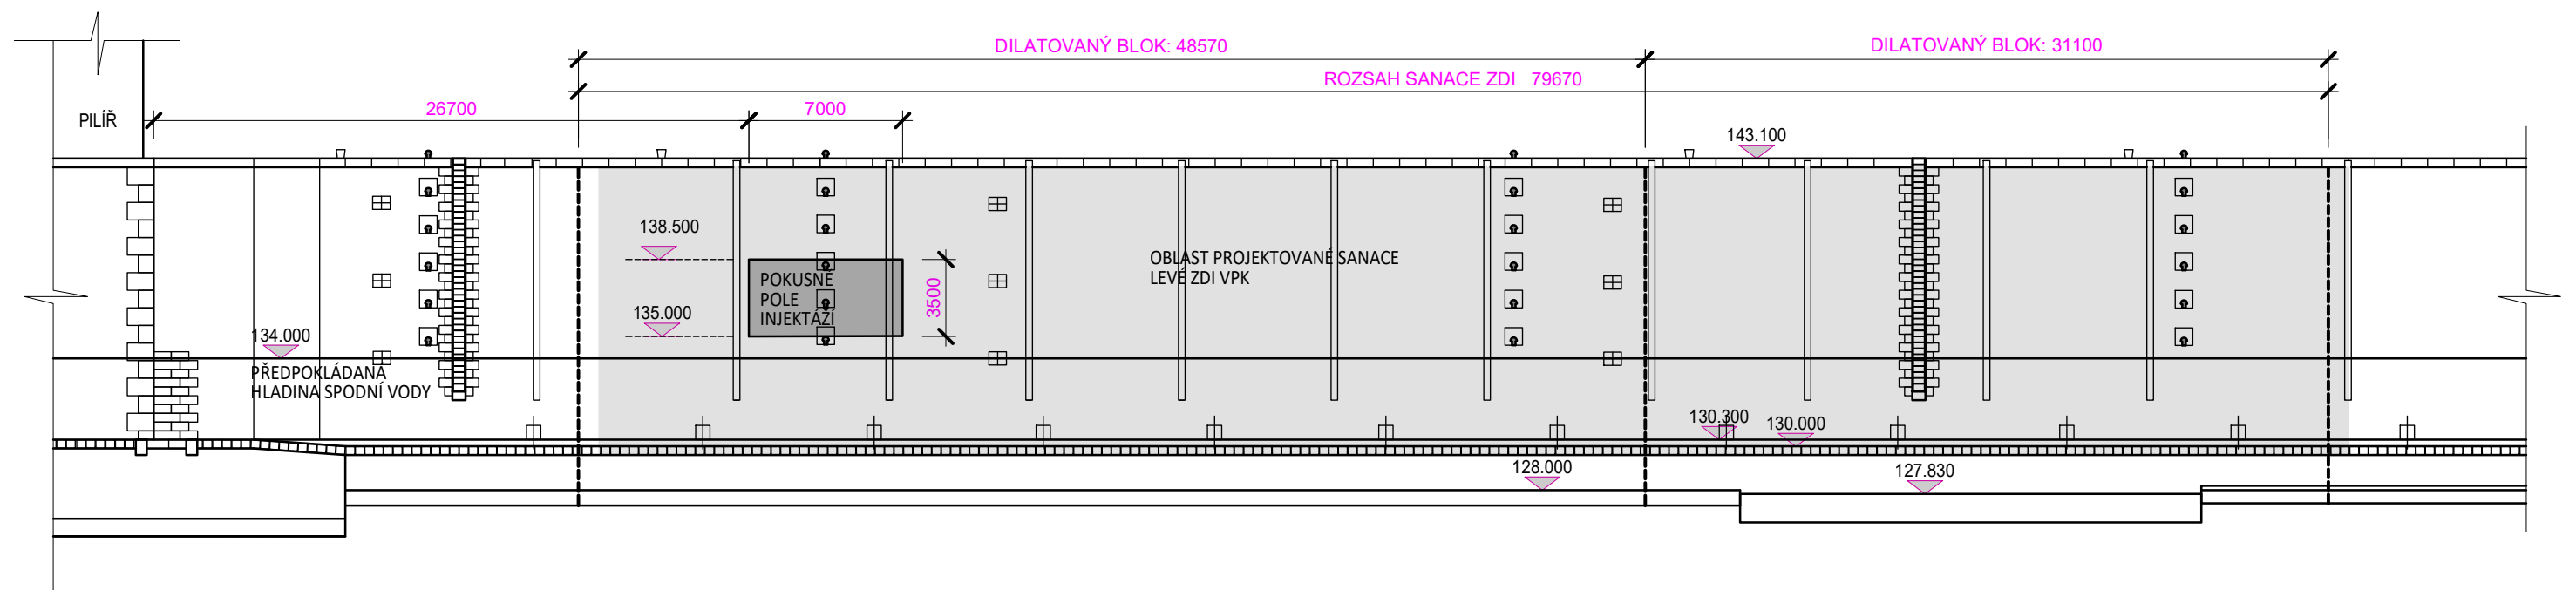 DILATOVANÝ BLOK: 48570
DILATOVANÝ BLOK: 31100
ROZSAH SANACE ZDI 79670
26700
7000
PILÍŘ
143.100
138.500
OBLAST PROJEKTOVANÉ SANACE
LEVÉ ZDI VPK
POKUSNÉ
POLE
INJEKTÁŽÍ
3500
135.000
134.000
PŘEDPOKLÁDANÁ
HLADINA SPODNÍ VODY
130.300
130.000
128.000
127.830